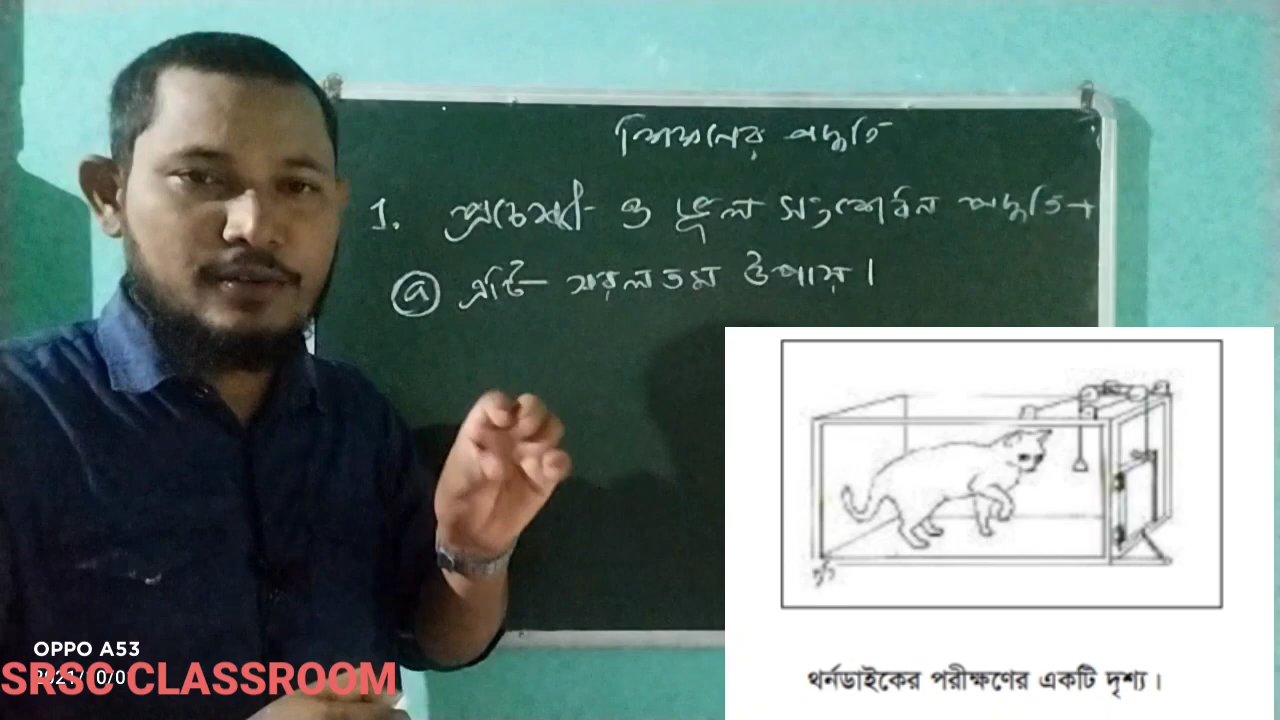 শিখনের পদ্ধতি
1. প্রচেষ্টা ও ভুল সংশোধন পদ্ধতি →
ⓐ এটি সরলতম উপায় ।
থর্নডাইকের পরীক্ষণের একটি দৃশ্য ।
OPPO A53
SRSC CLASSROOM